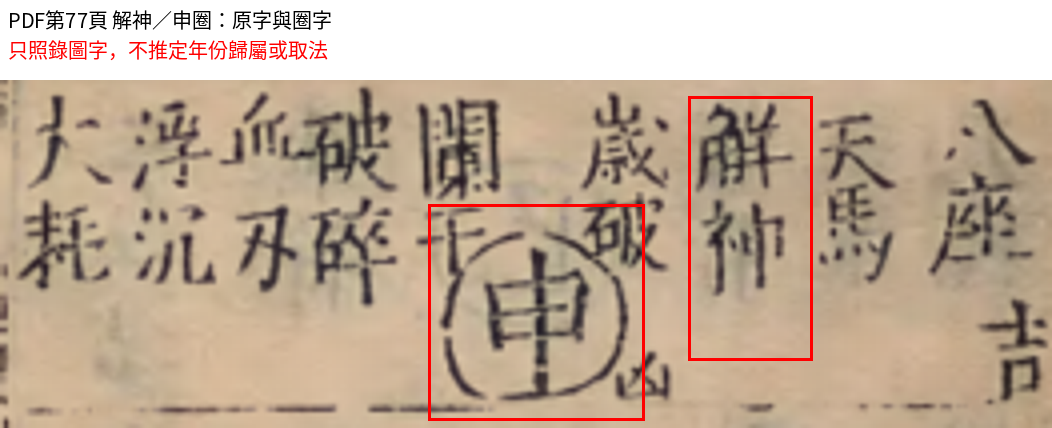 PDF第77頁 解神／申圈：原字與圈字
只照錄圖字，不推定年份歸屬或取法
八座 吉
天馬
解神
歲破 凶
申
闌干
破碎
血刃
浮沉
大耗